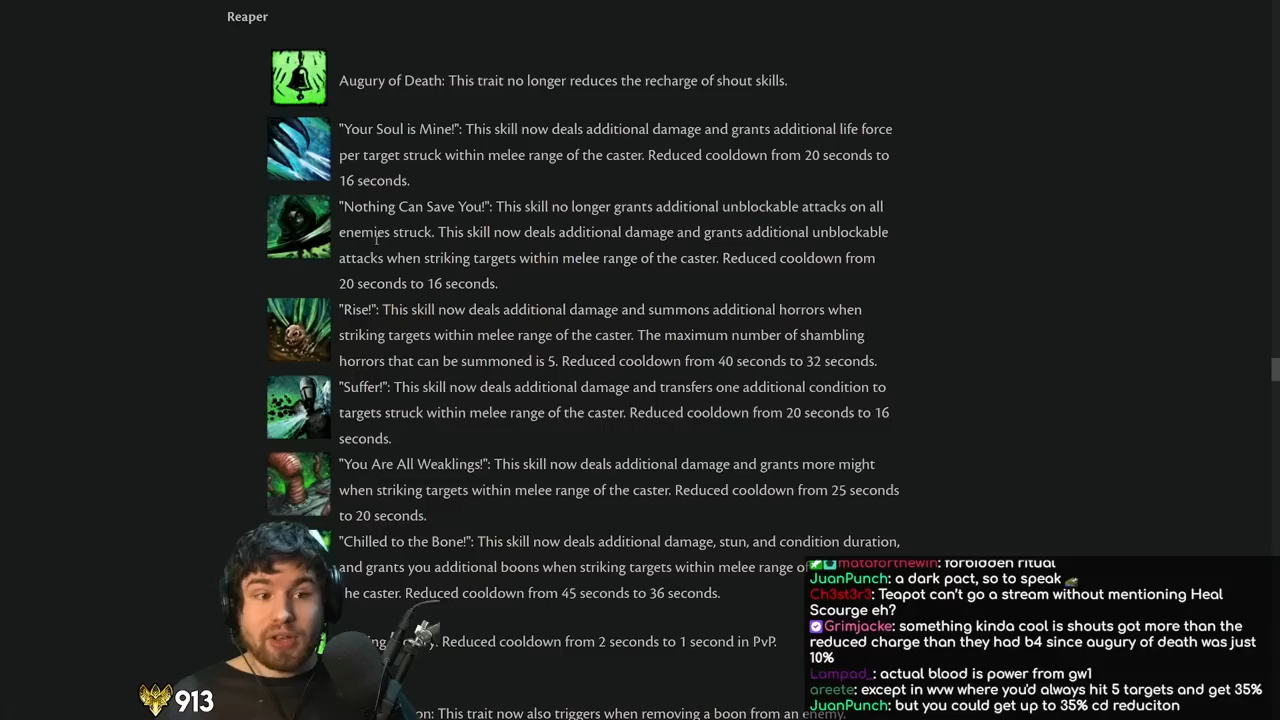 Reaper
Augury of Death: This trait no longer reduces the recharge of shout skills.
"Your Soul is Mine!": This skill now deals additional damage and grants additional life force
per target struck within melee range of the caster. Reduced cooldown from 20 seconds to
16 seconds.
"Nothing Can Save You!": This skill no longer grants additional unblockable attacks on all
enemies struck. This skill now deals additional damage and grants additional unblockable
attacks when striking targets within melee range of the caster. Reduced cooldown from
20 seconds to 16 seconds.
"Rise!": This skill now deals additional damage and summons additional horrors when
striking targets within melee range of the caster. The maximum number of shambling
horrors that can be summoned is 5. Reduced cooldown from 40 seconds to 32 seconds.
"Suffer!": This skill now deals additional damage and transfers one additional condition to
targets struck within melee range of the caster. Reduced cooldown from 20 seconds to 16
seconds.
"You Are All Weaklings!": This skill now deals additional damage and grants more might
when striking targets within melee range of the caster. Reduced cooldown from 25 seconds
to 20 seconds.
"Chilled to the Bone!": This skill now deals additional damage, stun, and condition duration,
and grants you additional boons when striking targets within melee range of
he caster. Reduced cooldown from 45 seconds to 36 seconds.
Reduced cooldown from 2 seconds to 1 second in PvP.
on: This trait now also triggers when removing a boon from an enemy.
913
mataforthewin: forbidden ritual
JuanPunch: a dark pact, so to speak
Ch3st3r3: Teapot can't go a stream without mentioning Heal
Scourge eh?
Grimjacke: something kinda cool is shouts got more than the
reduced charge than they had b4 since augury of death was just
10%
Lampad_: actual blood is power from gw1
areete: except in wvw where you'd always hit 5 targets and get 35%
JuanPunch: but you could get up to 35% cd reduciton